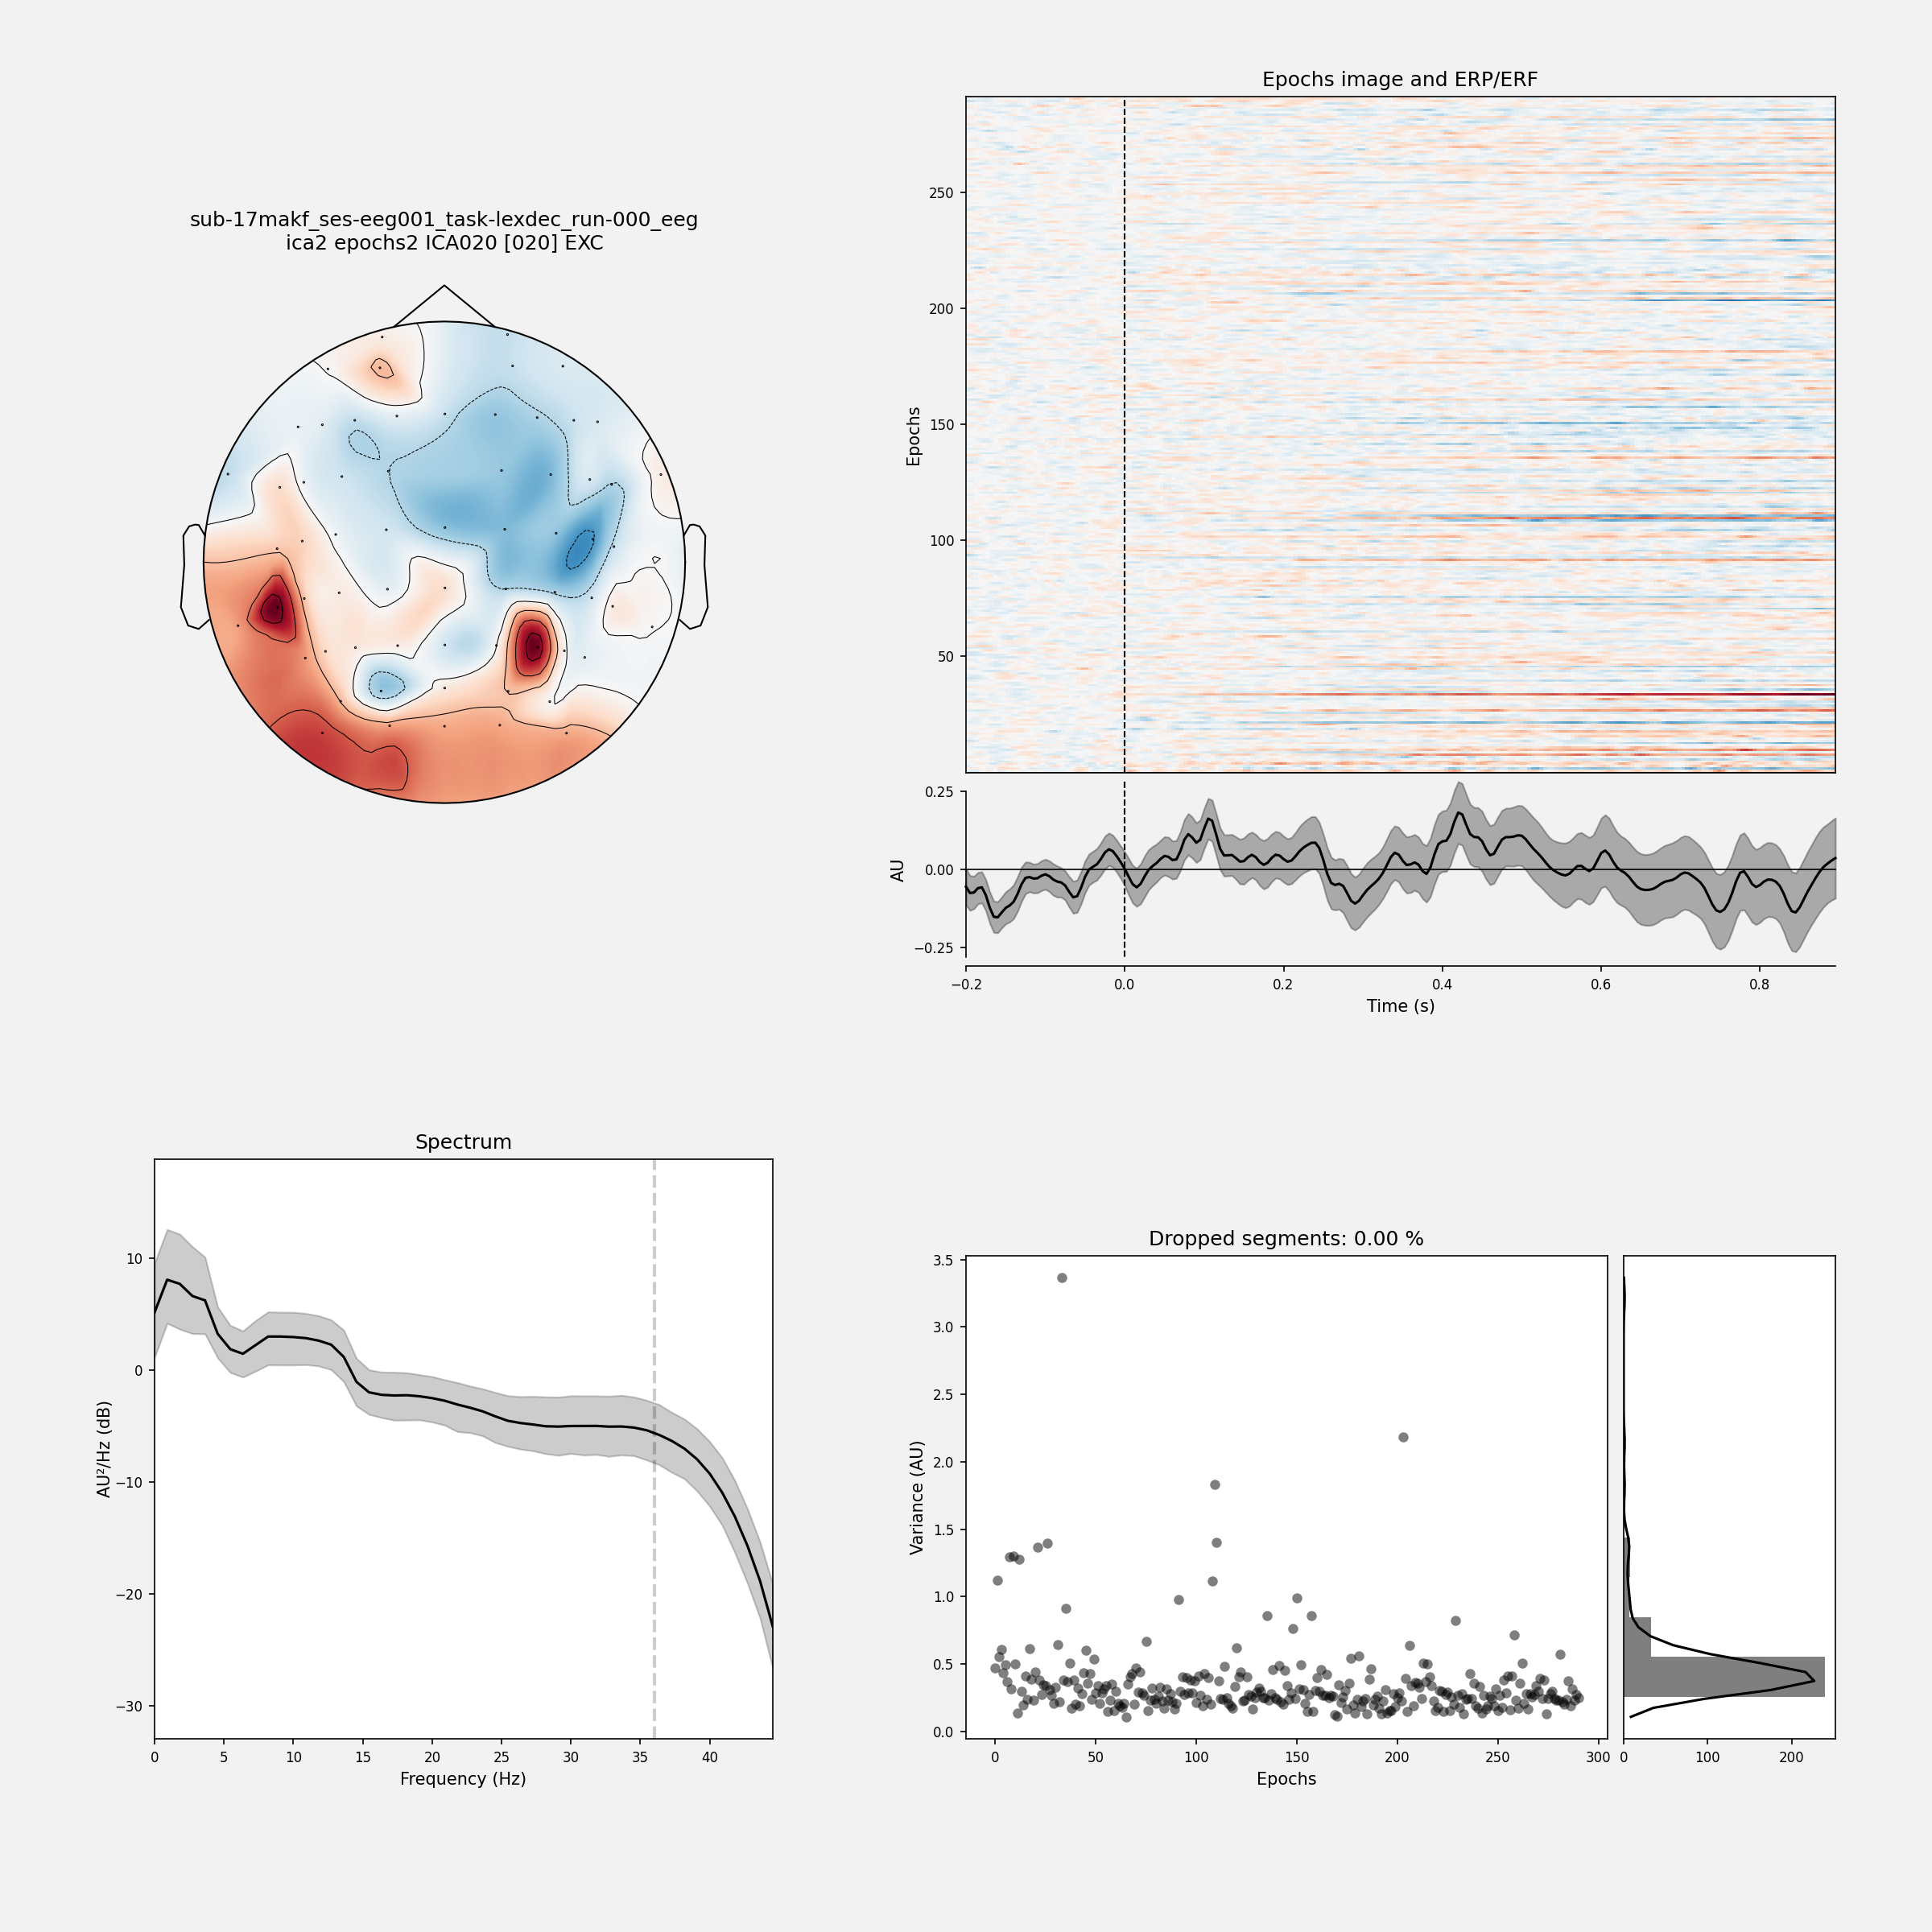 sub-17makf_ses-eeg001_task-lexdec_run-000_eeg
ica2 epochs2 ICA020 [020] EXC
Epochs image and ERP/ERF
Epochs
250
200
150
100
50
AU
0.25
0.00
−0.25
−0.2 0.0 0.2 0.4 0.6 0.8
Time (s)
Spectrum
AU²/Hz (dB)
10
0
−10
−20
−30
0 5 10 15 20 25 30 35 40
Frequency (Hz)
Dropped segments: 0.00 %
Variance (AU)
3.5
3.0
2.5
2.0
1.5
1.0
0.5
0.0
0 50 100 150 200 250 300
Epochs
0 100 200